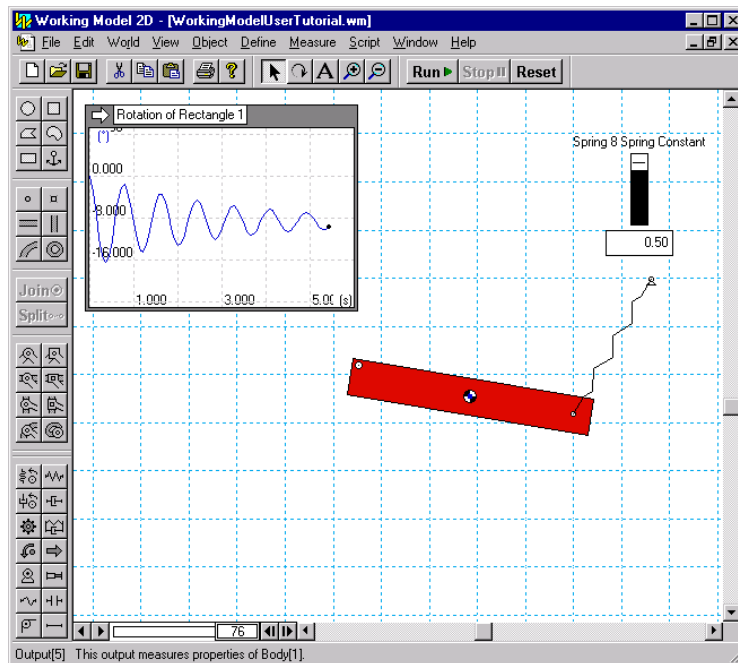 Working Model 2D - [WorkingModelUserTutorial.wm]
File Edit World View Object Define Measure Script Window Help
Run Stop Reset
Rotation of Rectangle 1
(°)
0.000
-8.000
-16.000
1.000 3.000 5.00 (s)
Spring 8 Spring Constant
0.50
Join
Split
76
Output[5] This output measures properties of Body[1].